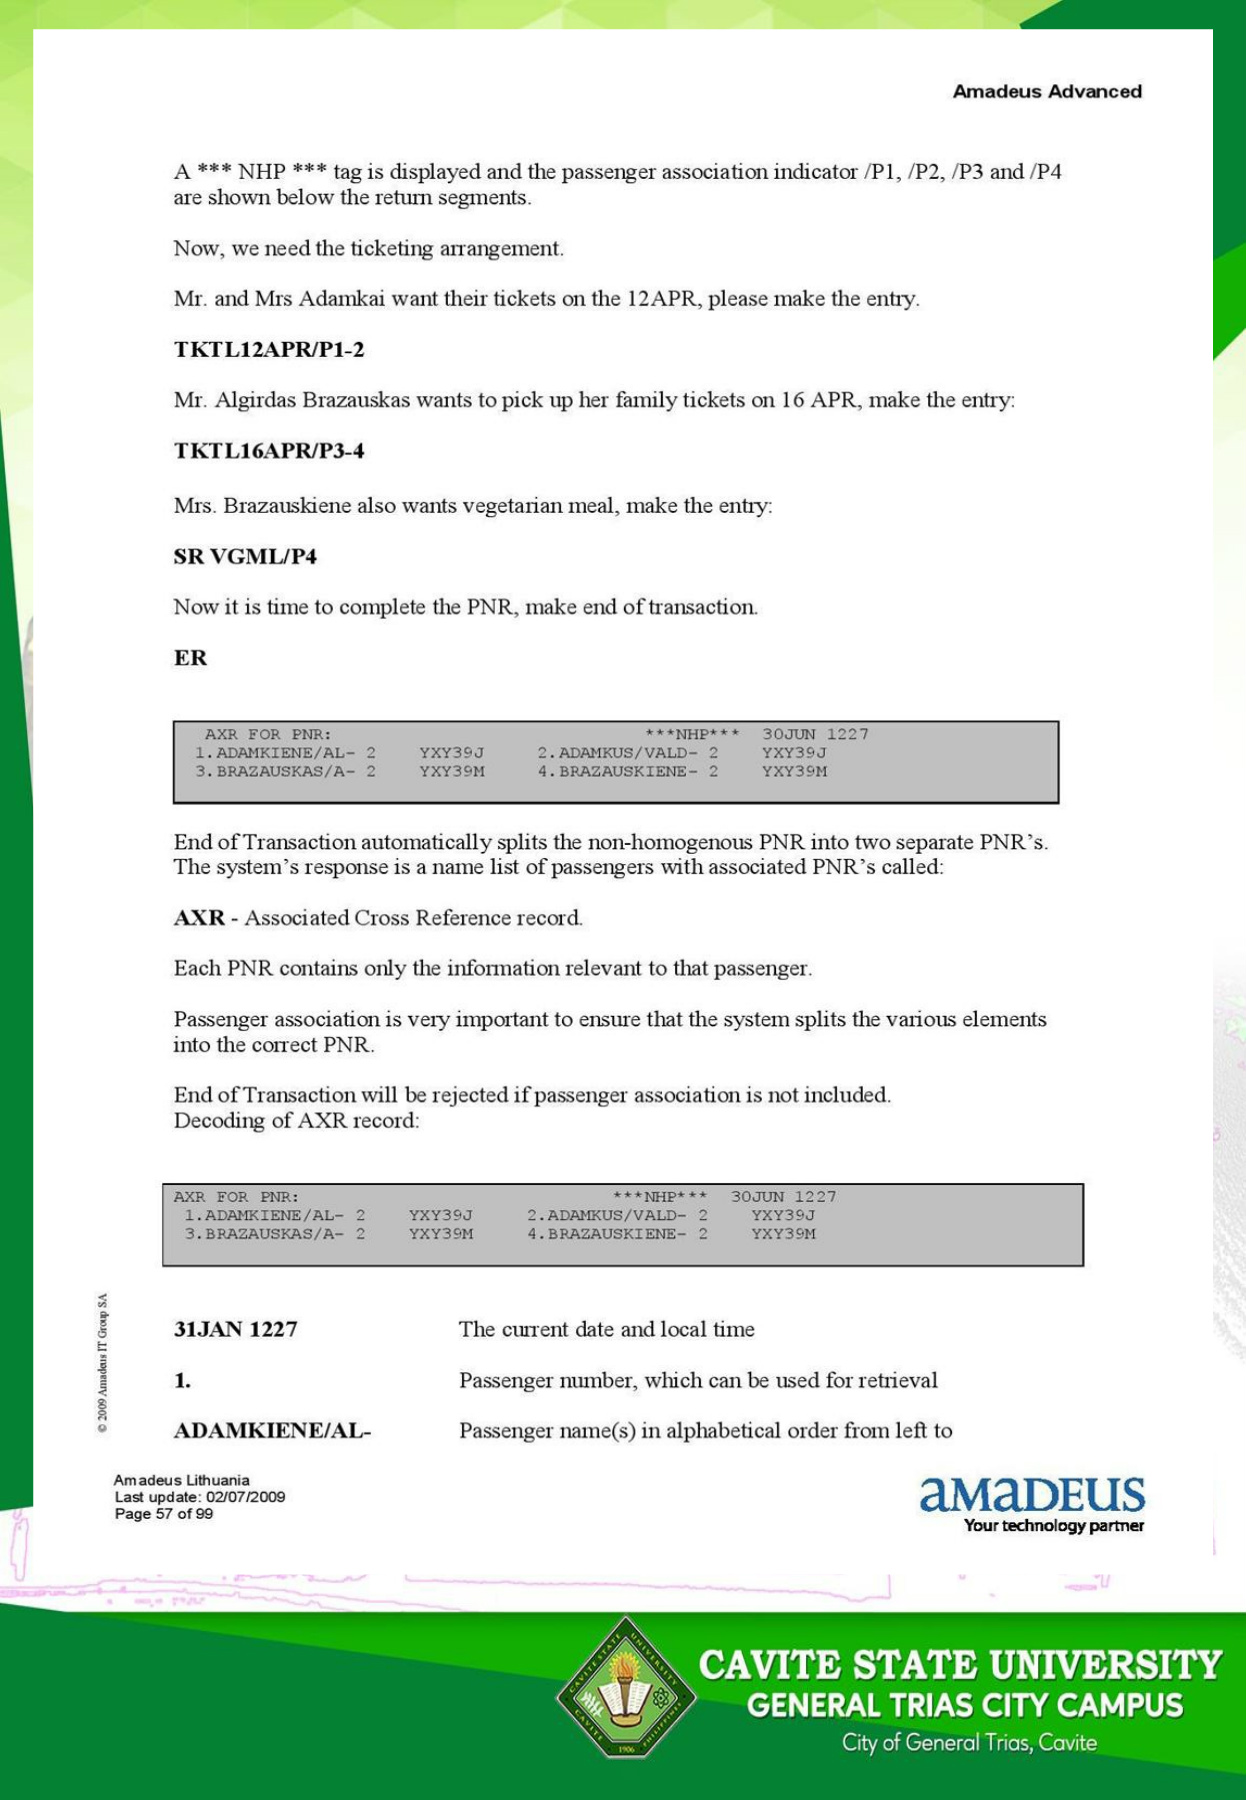 Amadeus Advanced
A *** NHP *** tag is displayed and the passenger association indicator /P1, /P2, /P3 and /P4
are shown below the return segments.
Now, we need the ticketing arrangement.
Mr. and Mrs Adamkai want their tickets on the 12APR, please make the entry.
TKTL12APR/P1-2
Mr. Algirdas Brazauskas wants to pick up her family tickets on 16 APR, make the entry:
TKTL16APR/P3-4
Mrs. Brazauskiene also wants vegetarian meal, make the entry:
SR VGML/P4
Now it is time to complete the PNR, make end of transaction.
ER
AXR FOR PNR: ***NHP*** 30JUN 1227
1.ADAMKIENE/AL- 2 YXY39J 2.ADAMKUS/VALD- 2 YXY39J
3.BRAZAUSKAS/A- 2 YXY39M 4.BRAZAUSKIENE- 2 YXY39M
End of Transaction automatically splits the non-homogenous PNR into two separate PNR's.
The system's response is a name list of passengers with associated PNR's called:
AXR - Associated Cross Reference record.
Each PNR contains only the information relevant to that passenger.
Passenger association is very important to ensure that the system splits the various elements
into the correct PNR.
End of Transaction will be rejected if passenger association is not included.
Decoding of AXR record:
AXR FOR PNR: ***NHP*** 30JUN 1227
1.ADAMKIENE/AL- 2 YXY39J 2.ADAMKUS/VALD- 2 YXY39J
3.BRAZAUSKAS/A- 2 YXY39M 4.BRAZAUSKIENE- 2 YXY39M
31JAN 1227 The current date and local time
1. Passenger number, which can be used for retrieval
ADAMKIENE/AL- Passenger name(s) in alphabetical order from left to
© 2009 Amadeus IT Group SA
Amadeus Lithuania
Last update: 02/07/2009
Page 57 of 99
aMaDEUS
Your technology partner
CAVITE STATE UNIVERSITY
CAVITE PHILIPPINES
1906
CAVITE STATE UNIVERSITY
GENERAL TRIAS CITY CAMPUS
City of General Trias, Cavite